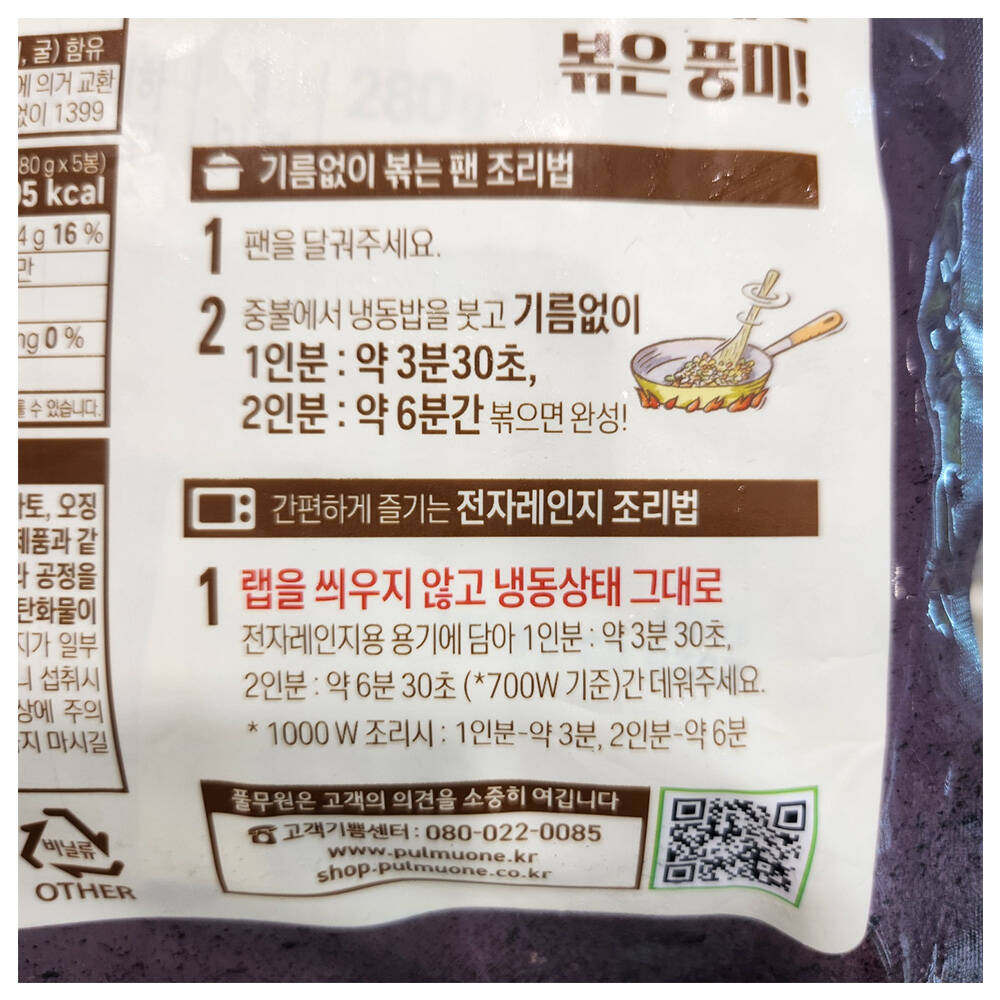 볶은 풍미!
굴) 함유
에 의거 교환
없이 1399
80 g x 5봉)
5 kcal
4 g 16 %
만
0 %
수 있습니다.
오징
제품과 같
공정을
탄화물이
지가 일부
섭취시
상에 주의
지 마시길
비닐류
OTHER
기름없이 볶는 팬 조리법
1 팬을 달궈주세요.
2 중불에서 냉동밥을 붓고 기름없이
1인분 : 약 3분30초,
2인분 : 약 6분간 볶으면 완성!
간편하게 즐기는 전자레인지 조리법
1 랩을 씌우지 않고 냉동상태 그대로
전자레인지용 용기에 담아 1인분 : 약 3분 30초,
2인분 : 약 6분 30초 (*700W 기준)간 데워주세요.
* 1000 W 조리시 : 1인분-약 3분, 2인분-약 6분
풀무원은 고객의 의견을 소중히 여깁니다
☎ 고객기쁨센터 : 080-022-0085
www.pulmuone.kr
shop.pulmuone.co.kr